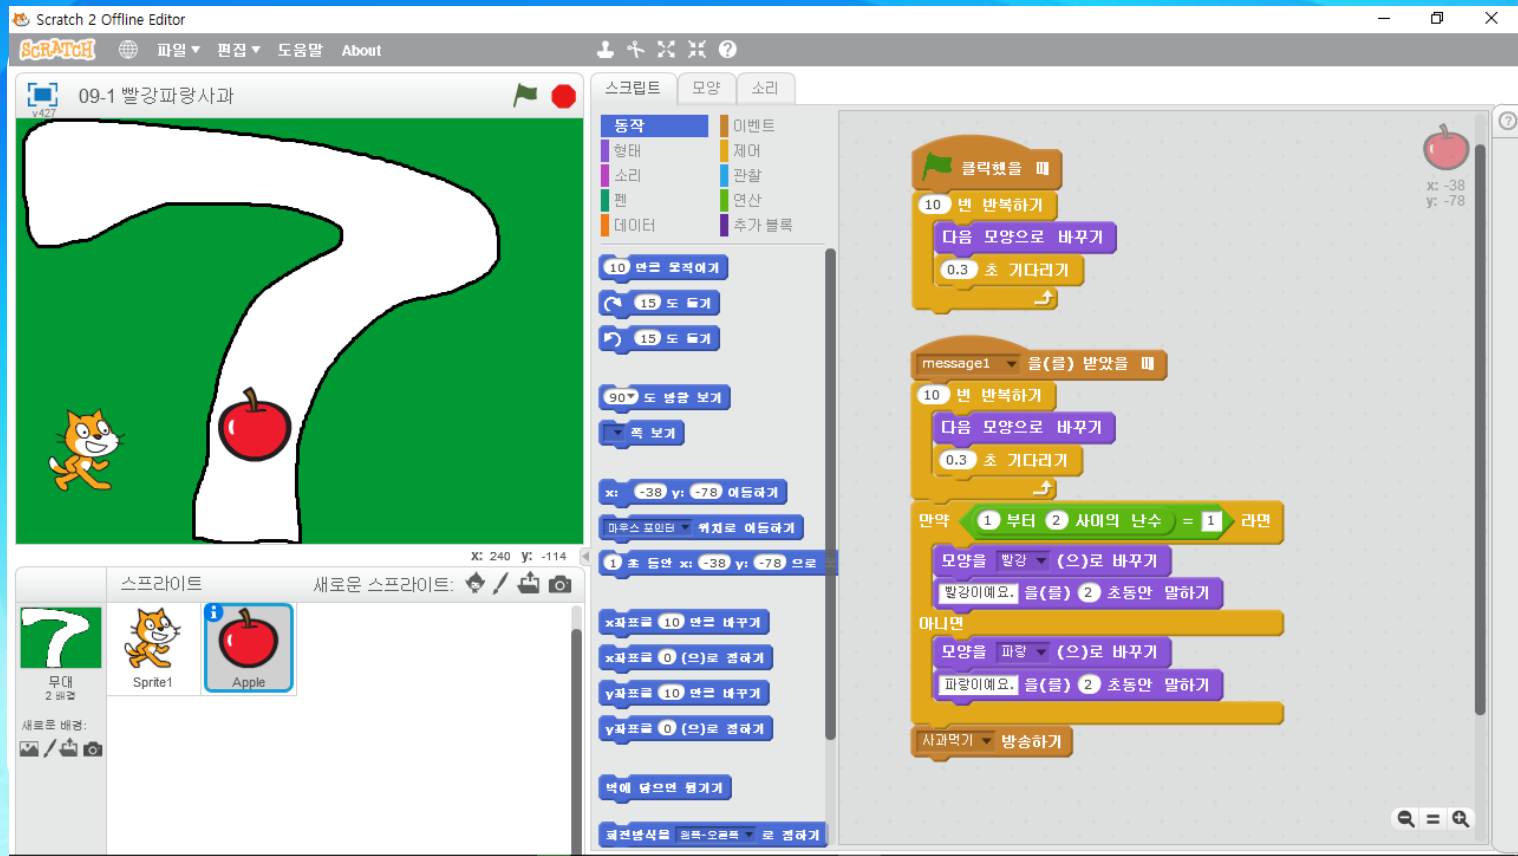 Scratch 2 Offline Editor
SCRATCH 파일 편집 도움말 About
09-1 빨강파랑사과
v427
x: 240 y: -114
스프라이트 새로운 스프라이트:
무대
2 배경
새로운 배경:
Sprite1
Apple
스크립트 모양 소리
동작 이벤트
형태 제어
소리 관찰
펜 연산
데이터 추가 블록
10 만큼 움직이기
15 도 돌기
15 도 돌기
90 도 방향 보기
쪽 보기
x: -38 y: -78 이동하기
마우스 포인터 위치로 이동하기
1 초 동안 x: -38 y: -78 으로
x좌표를 10 만큼 바꾸기
x좌표를 0 (으)로 정하기
y좌표를 10 만큼 바꾸기
y좌표를 0 (으)로 정하기
벽에 닿으면 튕기기
회전방식을 왼쪽-오른쪽 로 정하기
클릭했을 때
10 번 반복하기
다음 모양으로 바꾸기
0.3 초 기다리기
message1 을(를) 받았을 때
10 번 반복하기
다음 모양으로 바꾸기
0.3 초 기다리기
만약 1 부터 2 사이의 난수 = 1 라면
모양을 빨강 (으)로 바꾸기
빨강이예요. 을(를) 2 초동안 말하기
아니면
모양을 파랑 (으)로 바꾸기
파랑이예요. 을(를) 2 초동안 말하기
사과먹기 방송하기
x: -38
y: -78